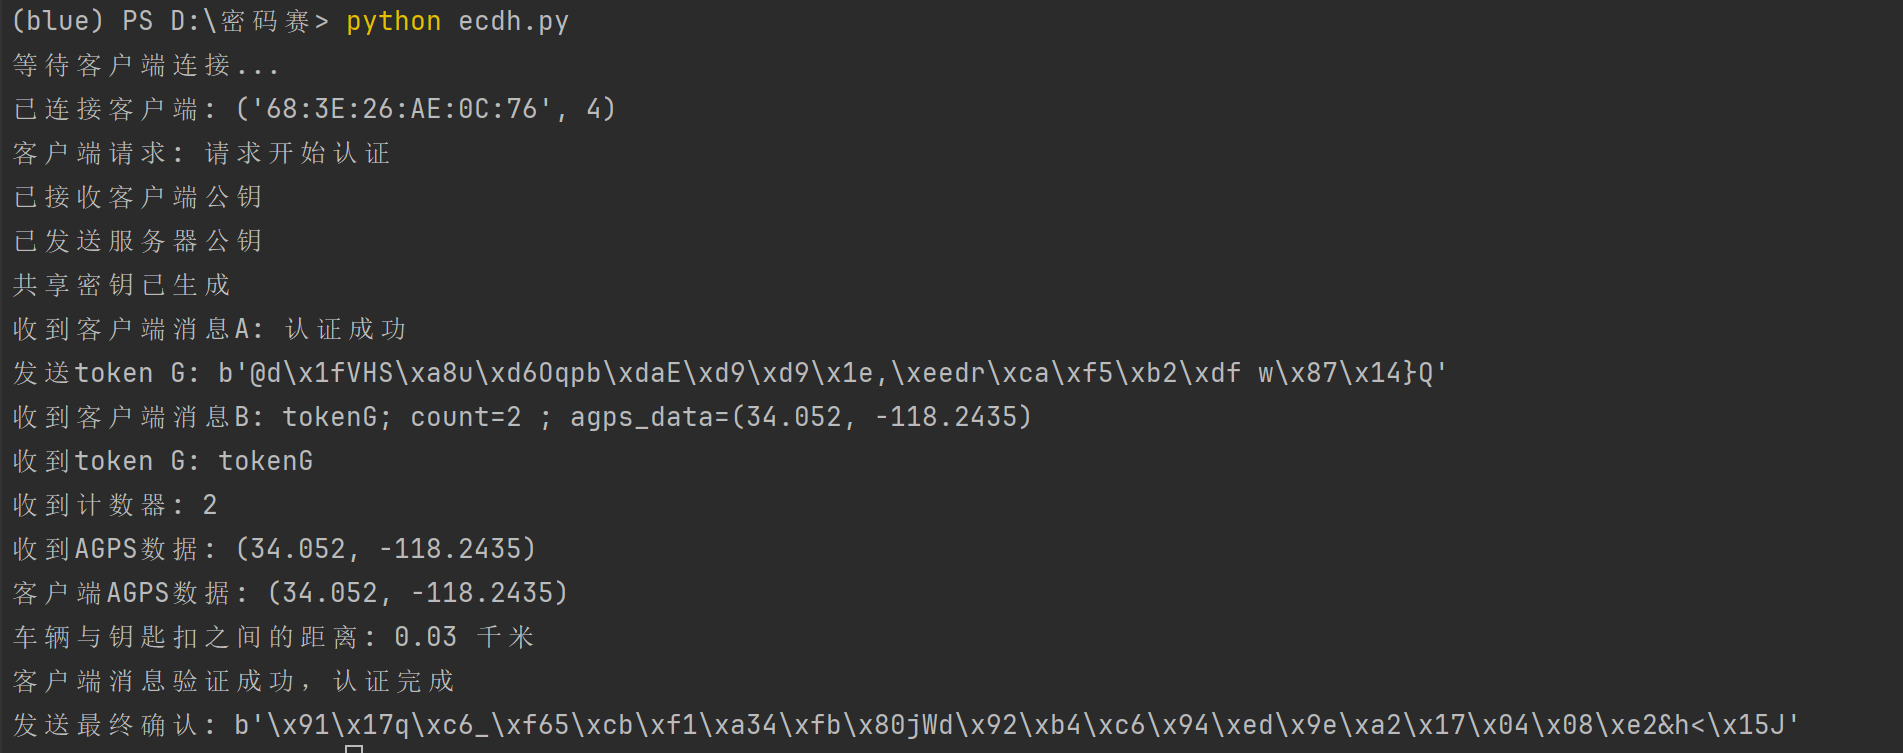 (blue) PS D:\密码赛> python ecdh.py
等待客户端连接...
已连接客户端: ('68:3E:26:AE:0C:76', 4)
客户端请求: 请求开始认证
已接收客户端公钥
已发送服务器公钥
共享密钥已生成
收到客户端消息A: 认证成功
发送token G: b'@d\x1fVHS\xa8u\xd6Oqpb\xdaE\xd9\xd9\x1e,\xeedr\xca\xf5\xb2\xdf w\x87\x14}Q'
收到客户端消息B: tokenG; count=2 ; agps_data=(34.052, -118.2435)
收到token G: tokenG
收到计数器: 2
收到AGPS数据: (34.052, -118.2435)
客户端AGPS数据: (34.052, -118.2435)
车辆与钥匙扣之间的距离: 0.03 千米
客户端消息验证成功, 认证完成
发送最终确认: b'\x91\x17q\xc6_\xf65\xcb\xf1\xa34\xfb\x80jWd\x92\xb4\xc6\x94\xed\x9e\xa2\x17\x04\x08\xe2&h<\x15J'